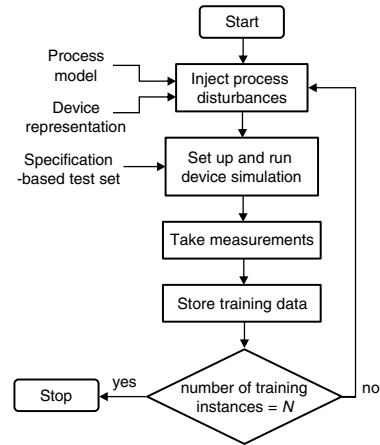 Start
Process
model
Inject process
disturbances
Device
representation
Specification
-based test set
Set up and run
device simulation
Take measurements
Store training data
number of training
instances = N
yes
no
Stop